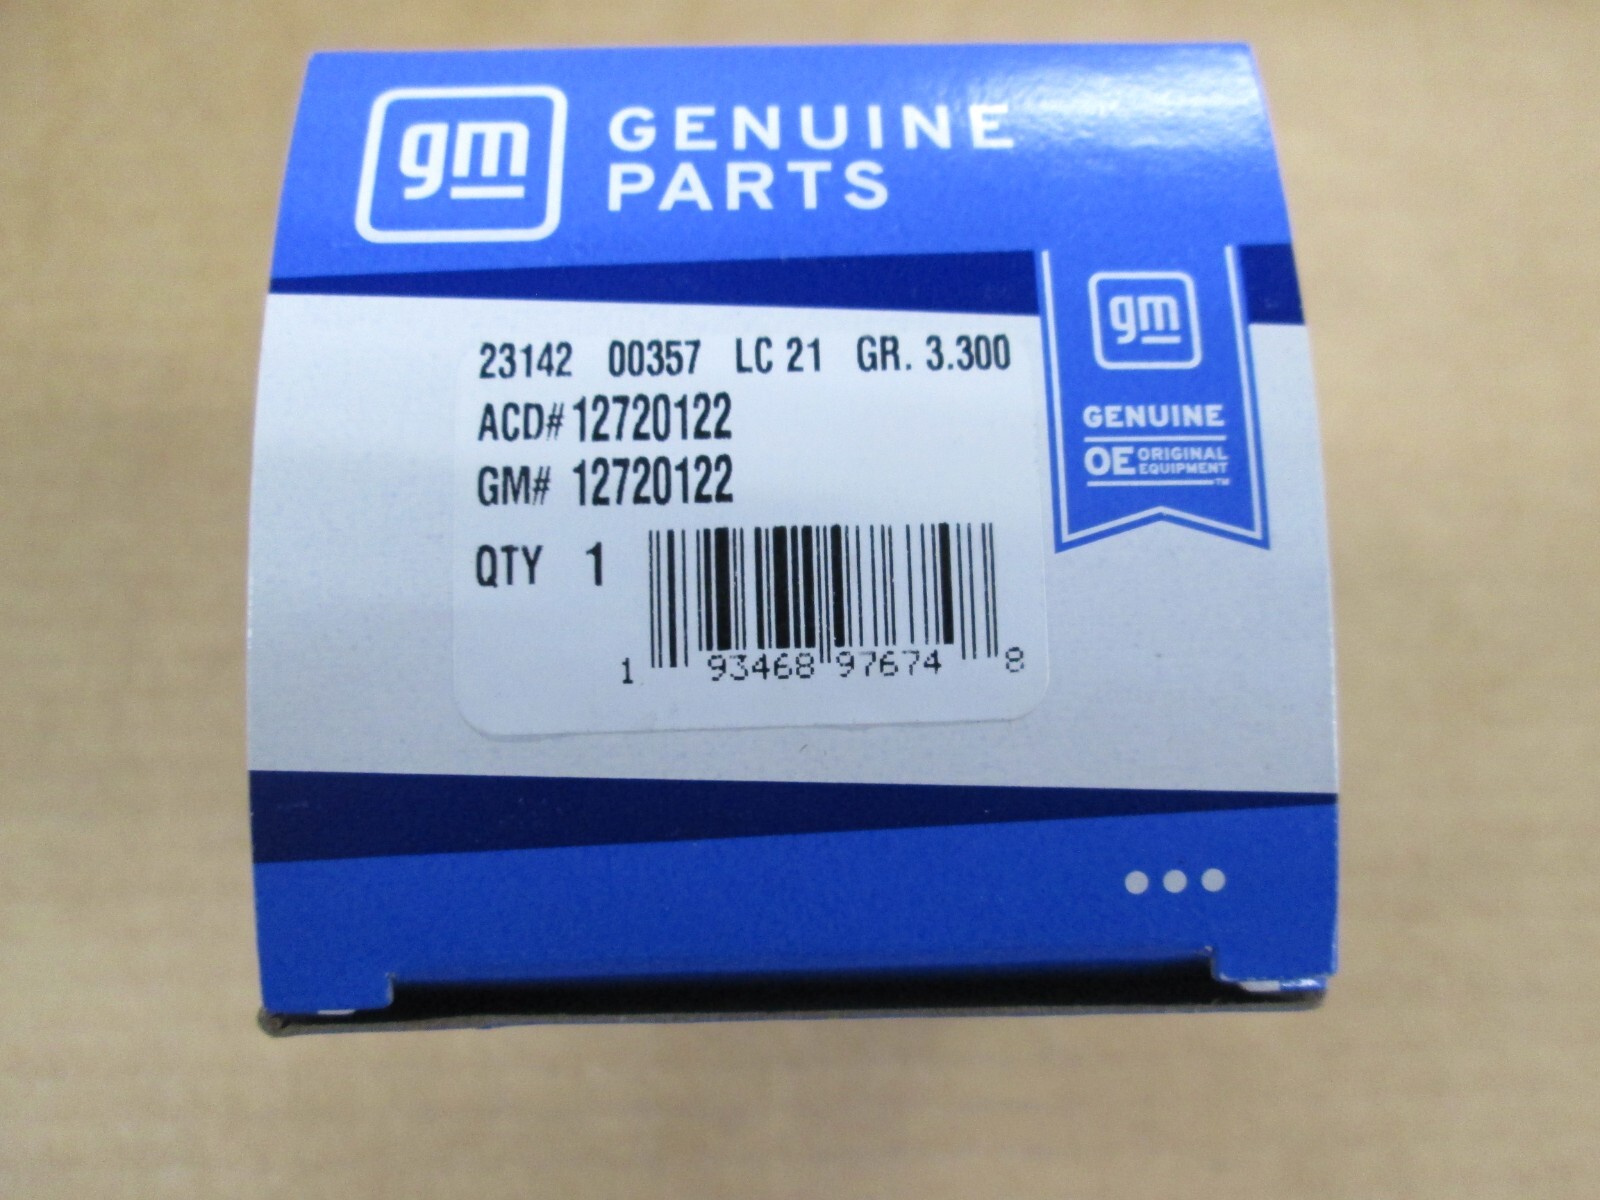 gm
GENUINE
PARTS
gm
GENUINE
OE ORIGINAL
EQUIPMENT™
23142 00357 LC 21 GR. 3.300
ACD# 12720122
GM# 12720122
QTY 1
1 93468 97674 8